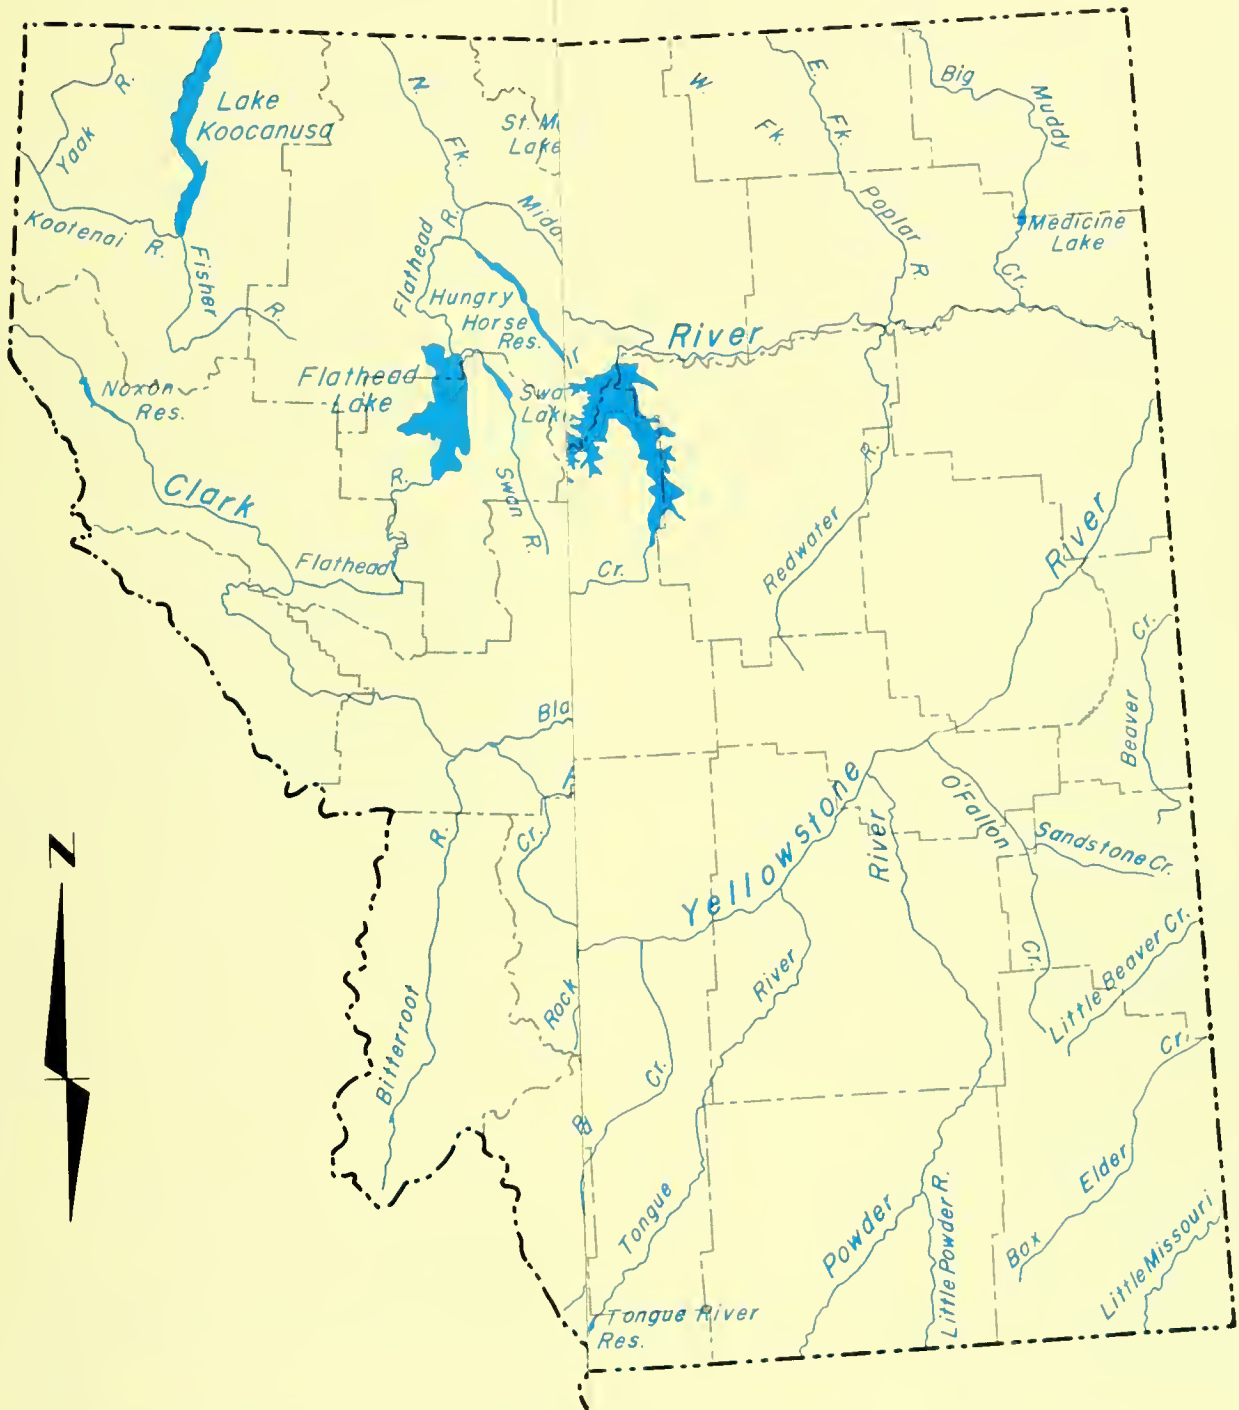 Yaak
R.
Lake
Koocanusa
Kootenai
R.
Fisher
R.
N.
Fk.
St. M
Lake
Midd
Flathead
R.
Hungry
Horse
Res.
Flathead
Lake
Swa
Lak
Noxon
Res.
Clark
R.
Flathead
Swan
R.
Bla
R.
Cr.
Bitterroot
Rock
N
W.
Fk.
E.
Fk.
Poplar
R.
Big
Muddy
Medicine
Lake
Cr.
River
Cr.
Redwater
R.
River
Cr.
Beaver
Yellowstone
River
O'Fallon
Sandstone Cr.
Cr.
Little Beaver Cr.
River
Cr.
Tongue
Powder
Little Powder R.
Box
Elder
Cr.
Little Missouri
Tongue River
Res.